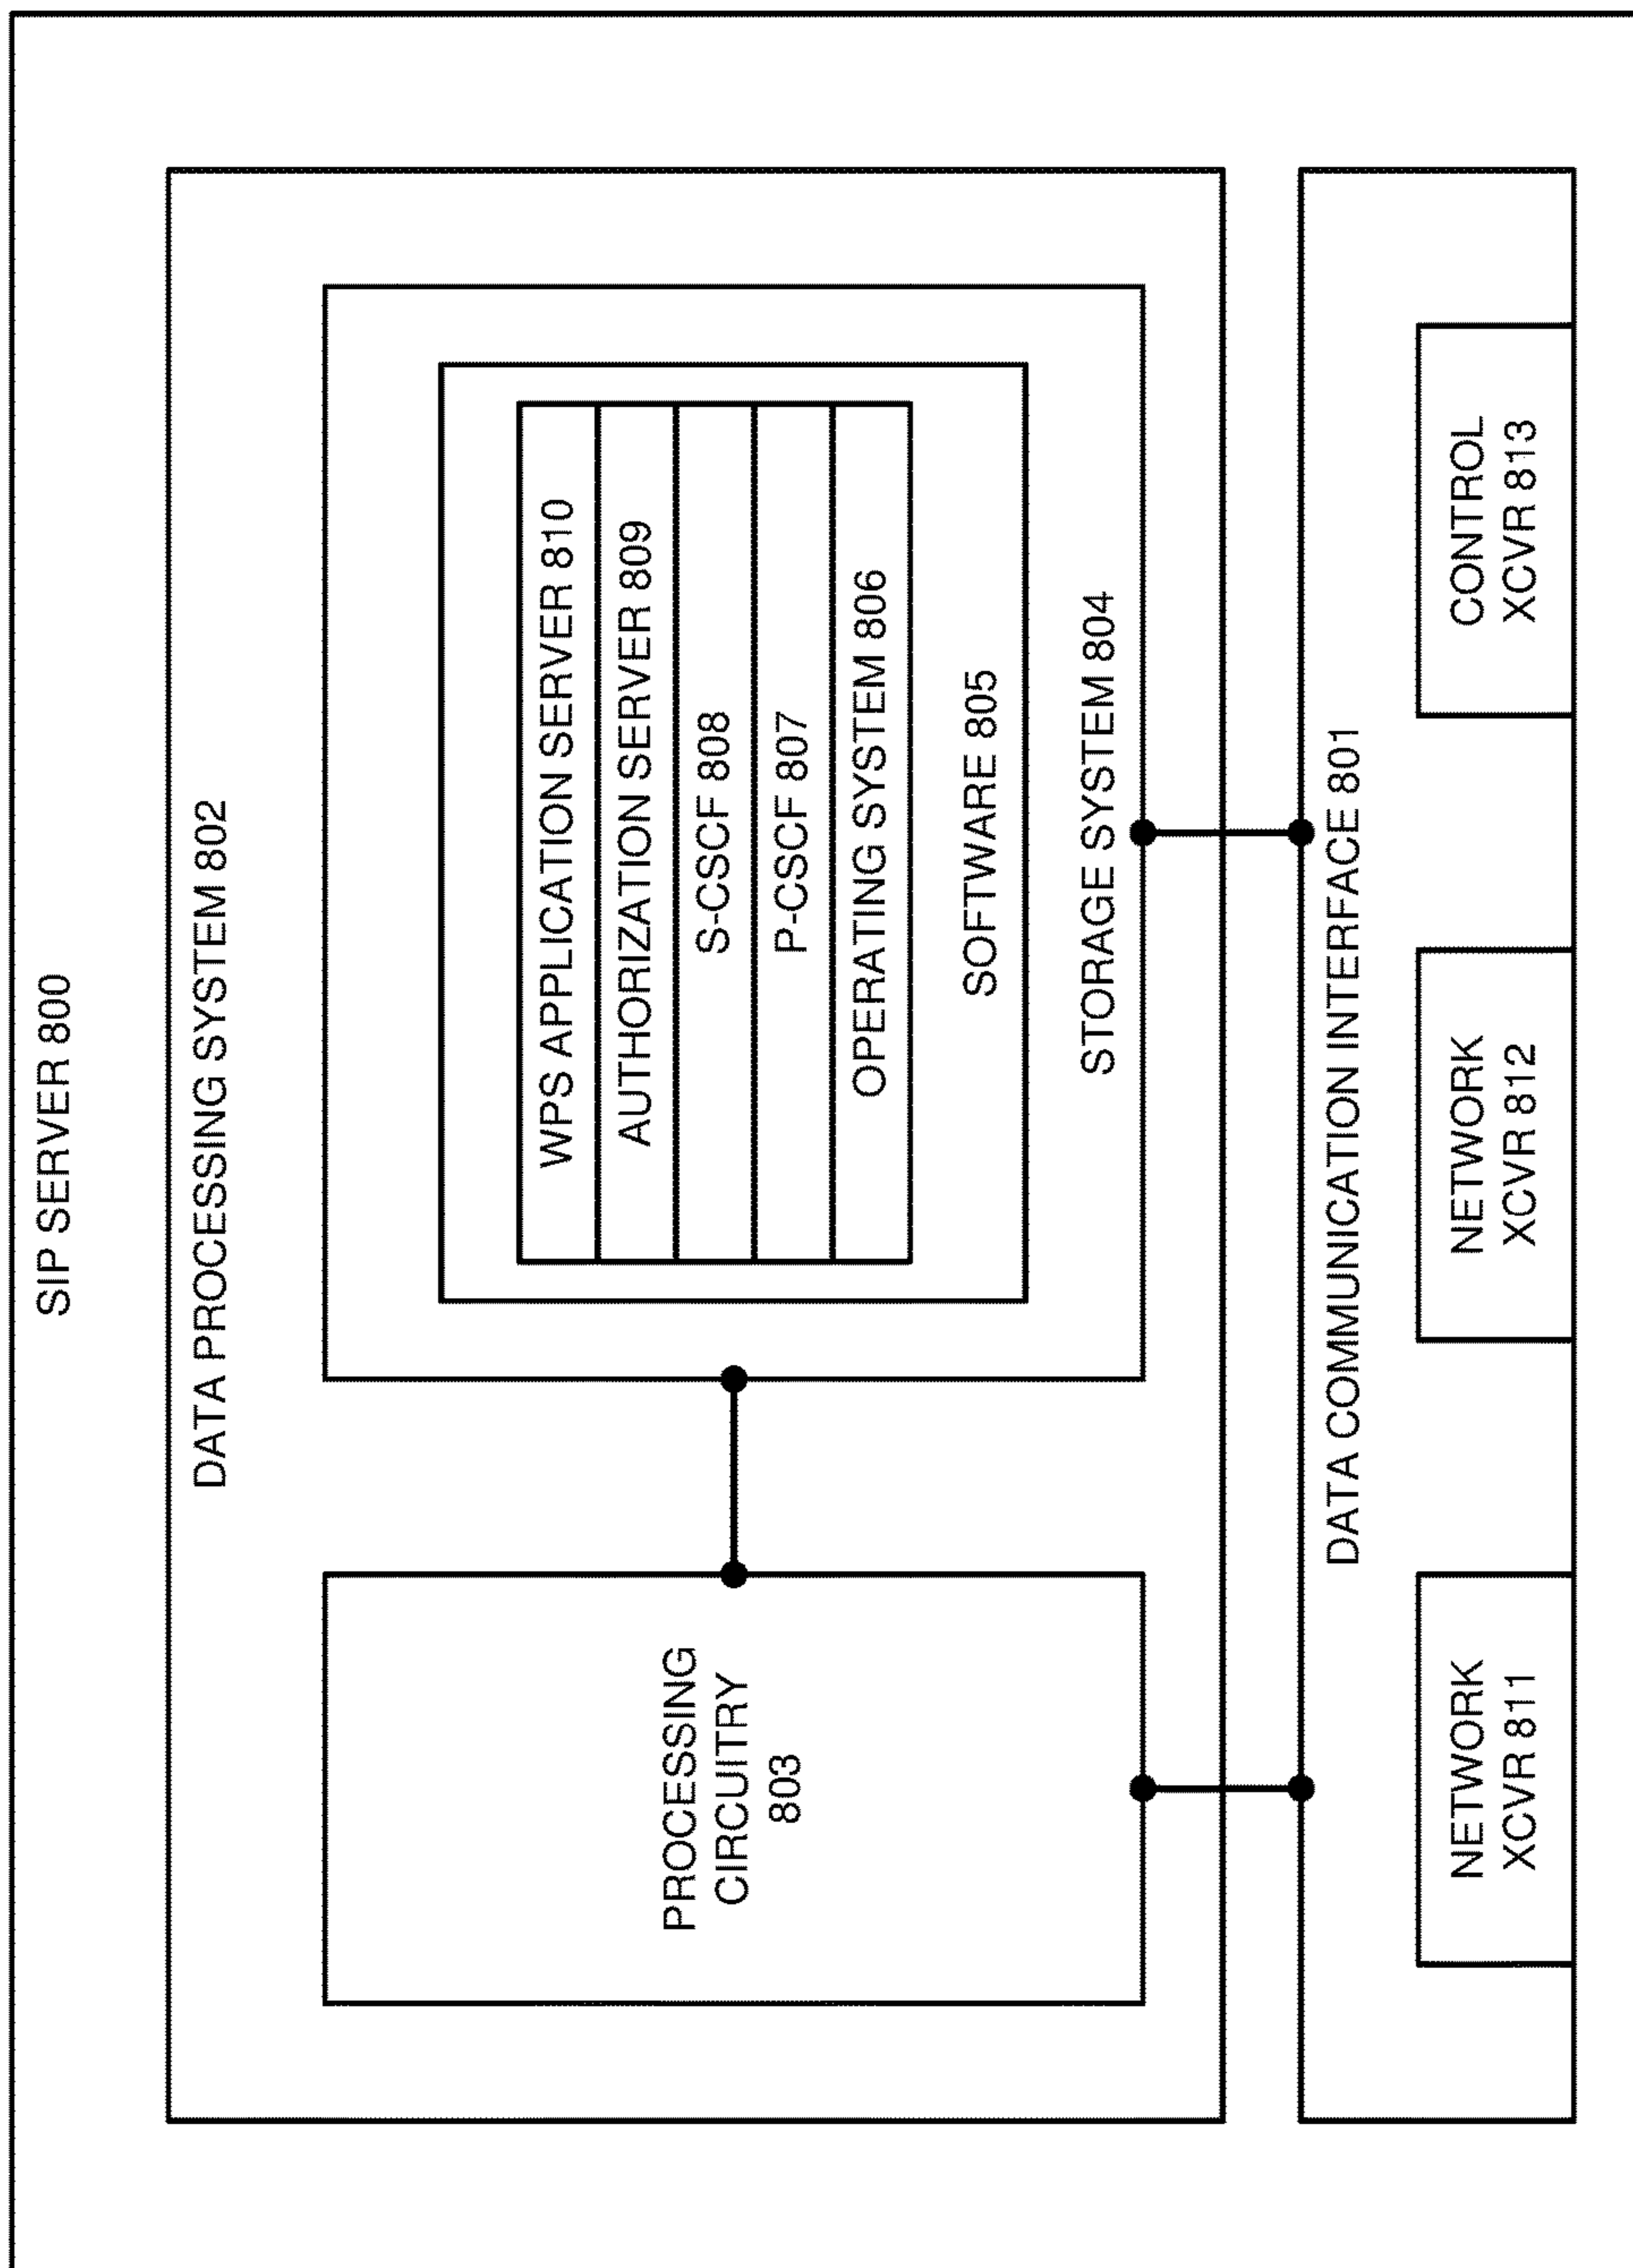 SIP SERVER 800
DATA PROCESSING SYSTEM 802
PROCESSING
CIRCUITRY
803
WPS APPLICATION SERVER 810
AUTHORIZATION SERVER 809
S-CSCF 808
P-CSCF 807
OPERATING SYSTEM 806
SOFTWARE 805
STORAGE SYSTEM 804
DATA COMMUNICATION INTERFACE 801
NETWORK
XCVR 811
NETWORK
XCVR 812
CONTROL
XCVR 813